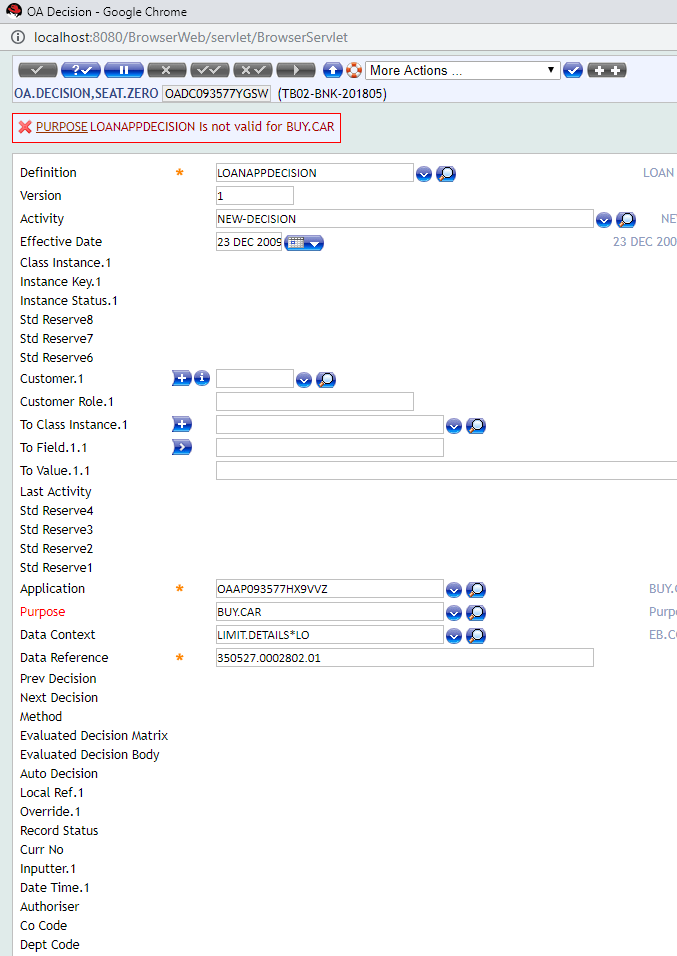 OA Decision - Google Chrome
localhost:8080/BrowserWeb/servlet/BrowserServlet
More Actions ...
OA.DECISION,SEAT.ZERO OADC093577YGSW (TB02-BNK-201805)
PURPOSE LOANAPPDECISION Is not valid for BUY.CAR
Definition * LOANAPPDECISION LOAN
Version 1
Activity NEW-DECISION NE
Effective Date 23 DEC 2009 23 DEC 200
Class Instance.1
Instance Key.1
Instance Status.1
Std Reserve8
Std Reserve7
Std Reserve6
Customer.1
Customer Role.1
To Class Instance.1
To Field.1.1
To Value.1.1
Last Activity
Std Reserve4
Std Reserve3
Std Reserve2
Std Reserve1
Application * OAAP093577HX9VVZ BUY.
Purpose BUY.CAR Purp
Data Context LIMIT.DETAILS*LO EB.C
Data Reference * 350527.0002802.01
Prev Decision
Next Decision
Method
Evaluated Decision Matrix
Evaluated Decision Body
Auto Decision
Local Ref.1
Override.1
Record Status
Curr No
Inputter.1
Date Time.1
Authoriser
Co Code
Dept Code